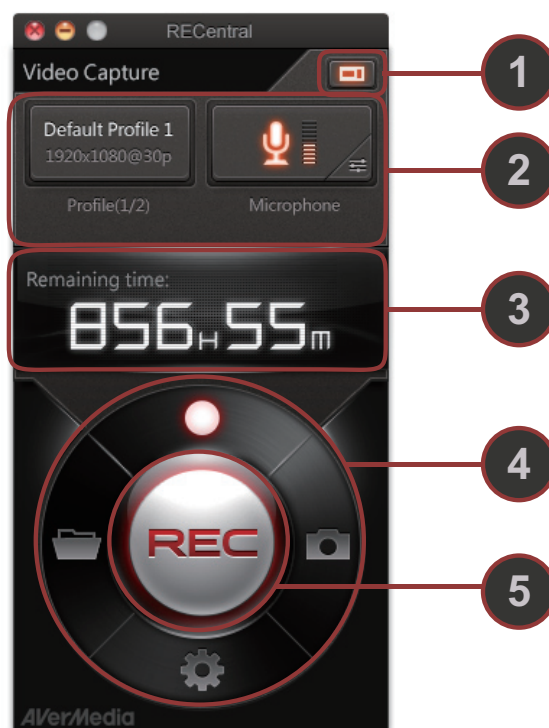 RECentral
Video Capture
1
Default Profile 1
1920x1080@30p
Profile(1/2)
Microphone
2
Remaining time:
856H55m
3
4
REC
5
AVerMedia